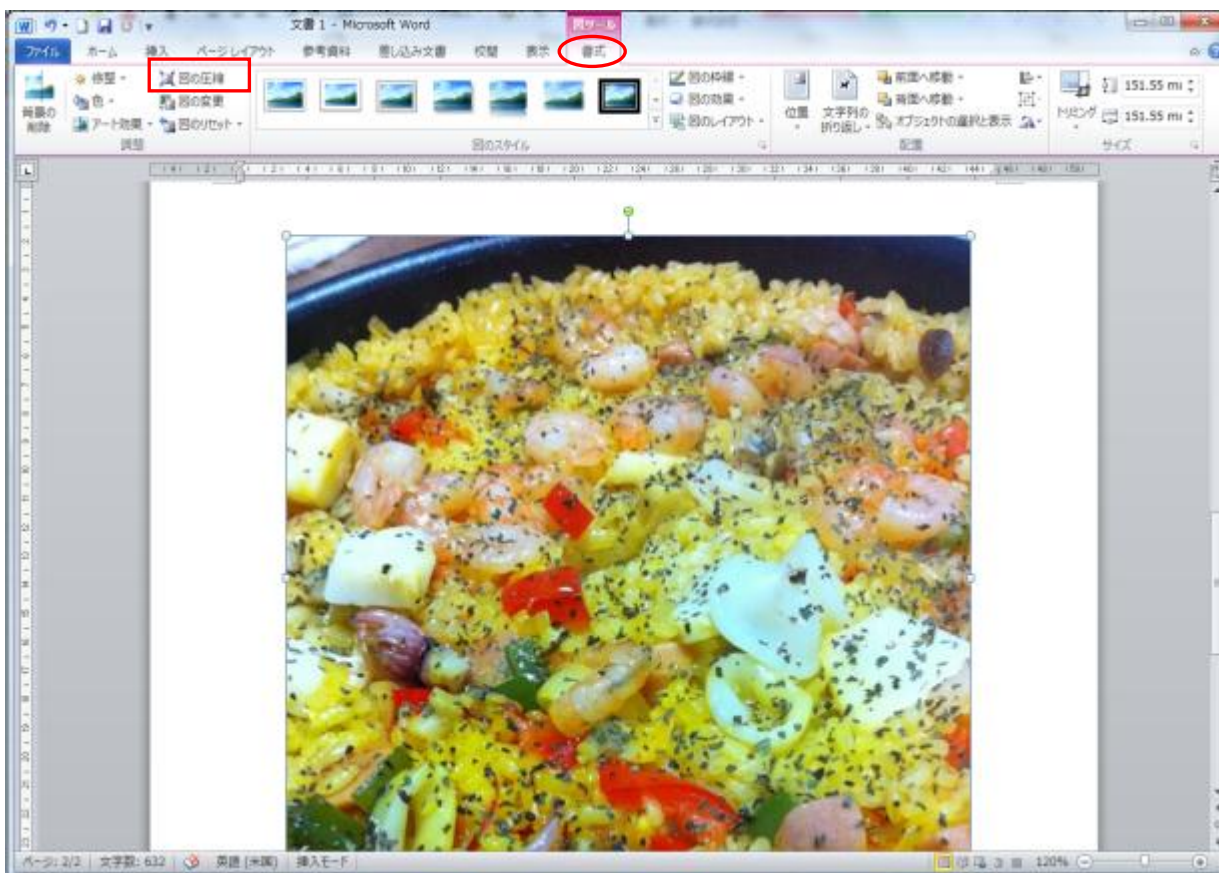 文書 1 - Microsoft Word
図ツール
ファイル ホーム 挿入 ページ レイアウト 参考資料 差し込み文書 校閲 表示 書式
背景の削除
修整
色
アート効果
図の圧縮
図の変更
図のリセット
調整
図のスタイル
図の枠線
図の効果
図のレイアウト
位置
文字列の折り返し
前面へ移動
背面へ移動
オブジェクトの選択と表示
配置
トリミング
151.55 mi
151.55 mi
サイズ
ページ: 2/2 文字数: 632 英語 (米国) 挿入モード 120%